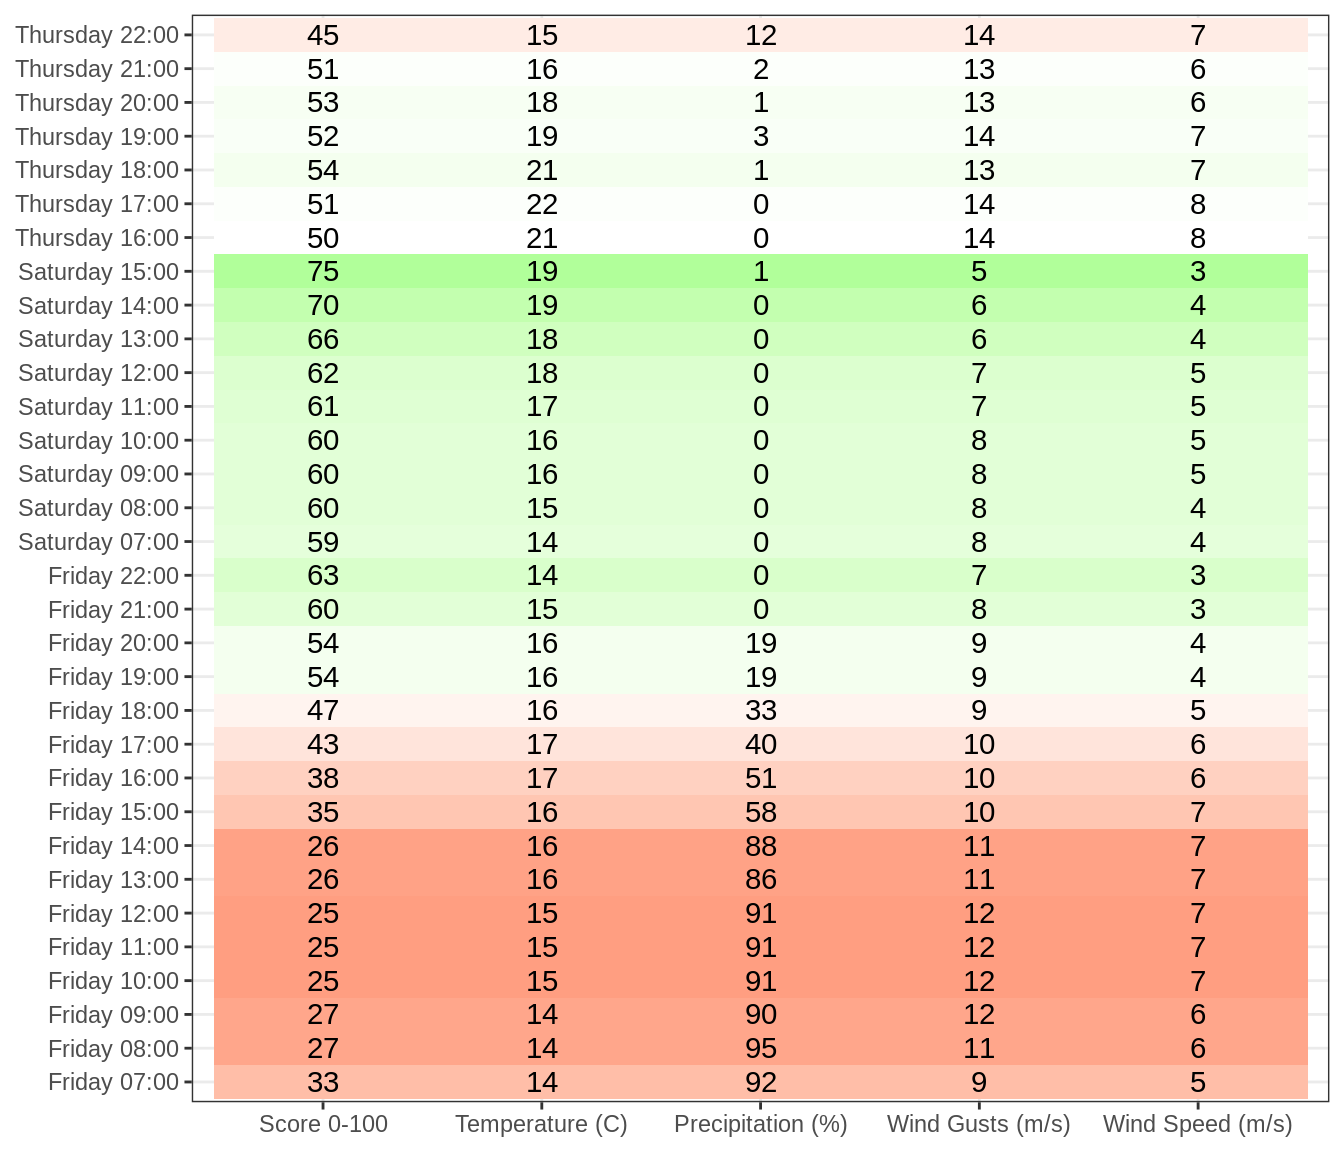 Thursday 22:00 45 15 12 14 7
Thursday 21:00 51 16 2 13 6
Thursday 20:00 53 18 1 13 6
Thursday 19:00 52 19 3 14 7
Thursday 18:00 54 21 1 13 7
Thursday 17:00 51 22 0 14 8
Thursday 16:00 50 21 0 14 8
Saturday 15:00 75 19 1 5 3
Saturday 14:00 70 19 0 6 4
Saturday 13:00 66 18 0 6 4
Saturday 12:00 62 18 0 7 5
Saturday 11:00 61 17 0 7 5
Saturday 10:00 60 16 0 8 5
Saturday 09:00 60 16 0 8 5
Saturday 08:00 60 15 0 8 4
Saturday 07:00 59 14 0 8 4
Friday 22:00 63 14 0 7 3
Friday 21:00 60 15 0 8 3
Friday 20:00 54 16 19 9 4
Friday 19:00 54 16 19 9 4
Friday 18:00 47 16 33 9 5
Friday 17:00 43 17 40 10 6
Friday 16:00 38 17 51 10 6
Friday 15:00 35 16 58 10 7
Friday 14:00 26 16 88 11 7
Friday 13:00 26 16 86 11 7
Friday 12:00 25 15 91 12 7
Friday 11:00 25 15 91 12 7
Friday 10:00 25 15 91 12 7
Friday 09:00 27 14 90 12 6
Friday 08:00 27 14 95 11 6
Friday 07:00 33 14 92 9 5
Score 0-100 Temperature (C) Precipitation (%) Wind Gusts (m/s) Wind Speed (m/s)